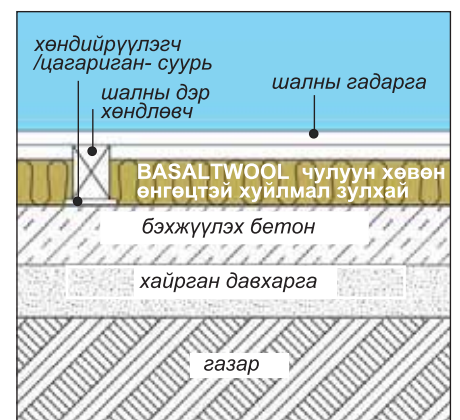 хөндийрүүлэгч
/цагариган- суурь
шалны дэр
хөндлөвч
шалны гадарга
BASALTWOOL чулуун хөвөн
өнгөцтэй хуйлмал зулхай
бэхжүүлэх бетон
хайрган давхарга
газар